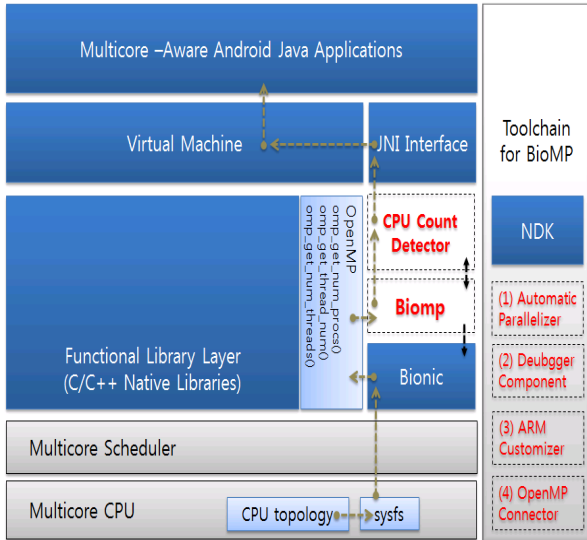 Multicore –Aware Android Java Applications
Virtual Machine
JNI Interface
OpenMP
omp_get_num_procs()
omp_get_thread_num()
omp_get_num_threads()
CPU Count
Detector
Biomp
Functional Library Layer
(C/C++ Native Libraries)
Bionic
Multicore Scheduler
Multicore CPU
CPU topology
sysfs
Toolchain
for BioMP
NDK
(1) Automatic
Parallelizer
(2) Deubgger
Component
(3) ARM
Customizer
(4) OpenMP
Connector